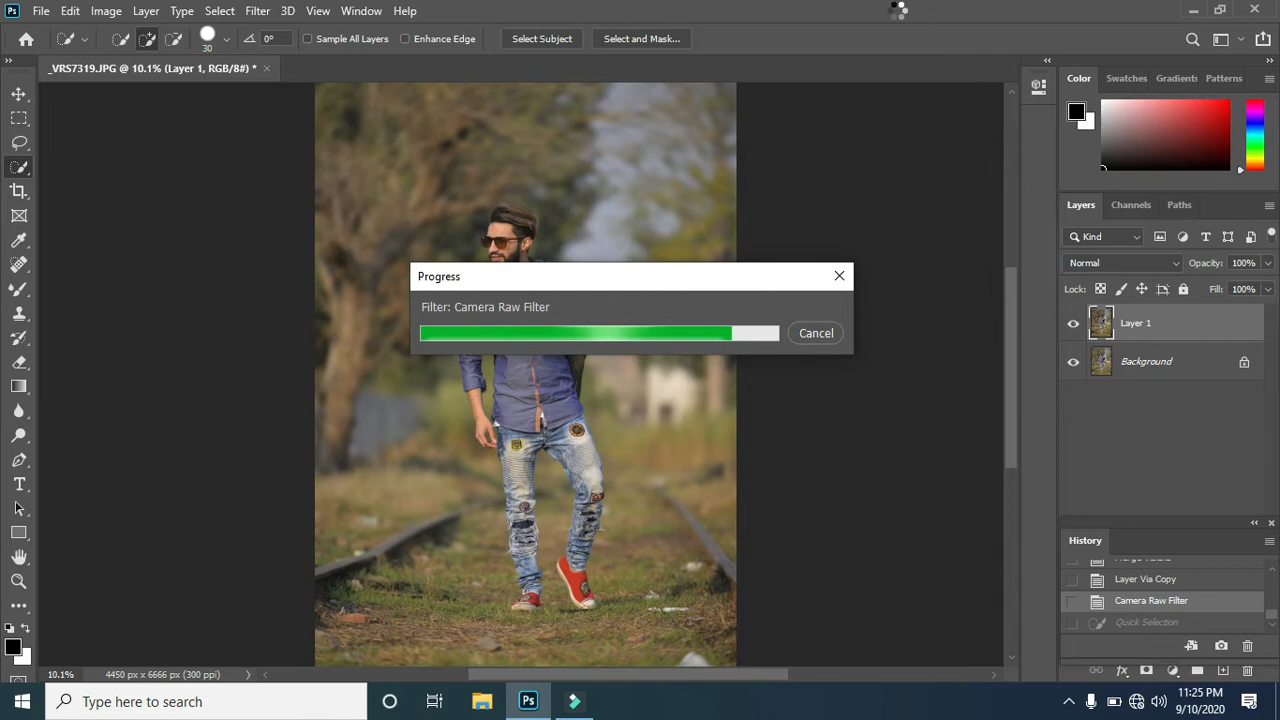 Ps File Edit Image Layer Type Select Filter 3D View Window Help
30 0° Sample All Layers Enhance Edge Select Subject Select and Mask...
_VRS7319.JPG @ 10.1% (Layer 1, RGB/8#) * ×
Color Swatches Gradients Patterns
Layers Channels Paths
Kind
Normal Opacity: 100%
Lock: Fill: 100%
Layer 1
Background
Progress
Filter: Camera Raw Filter
Cancel
History
Layer Via Copy
Camera Raw Filter
Quick Selection
10.1% 4450 px x 6666 px (300 ppi)
Type here to search
Ps
11:25 PM
9/10/2020